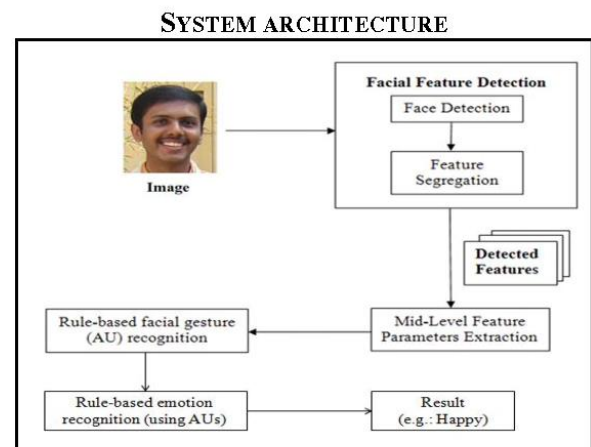 SYSTEM ARCHITECTURE
Facial Feature Detection
Face Detection
Feature
Segregation
Image
Detected
Features
Mid-Level Feature
Parameters Extraction
Rule-based facial gesture
(AU) recognition
Rule-based emotion
recognition (using AUs)
Result
(e.g.: Happy)